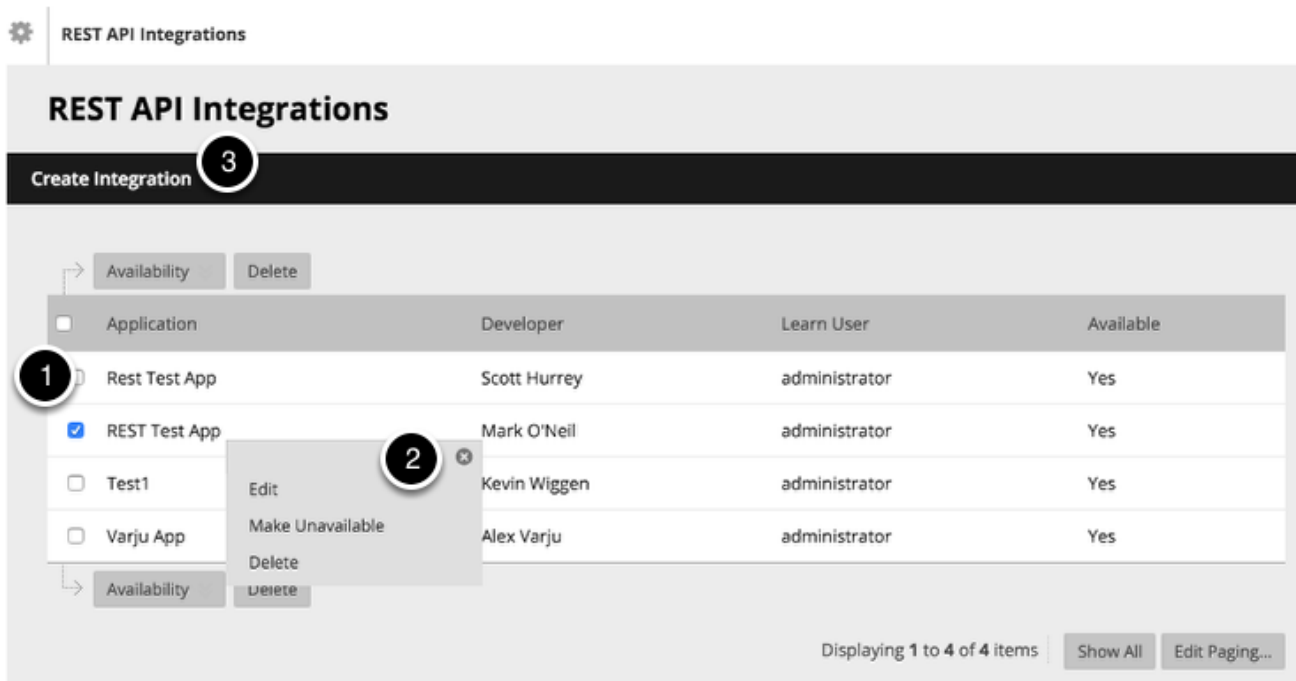 REST API Integrations
REST API Integrations
3
Create Integration
Availability Delete
Application Developer Learn User Available
1
Rest Test App Scott Hurrey administrator Yes
REST Test App Mark O'Neil administrator Yes
2
Test1 Kevin Wiggen administrator Yes
Edit
Make Unavailable
Varju App Alex Varju administrator Yes
Delete
Availability Delete
Displaying 1 to 4 of 4 items Show All Edit Paging...